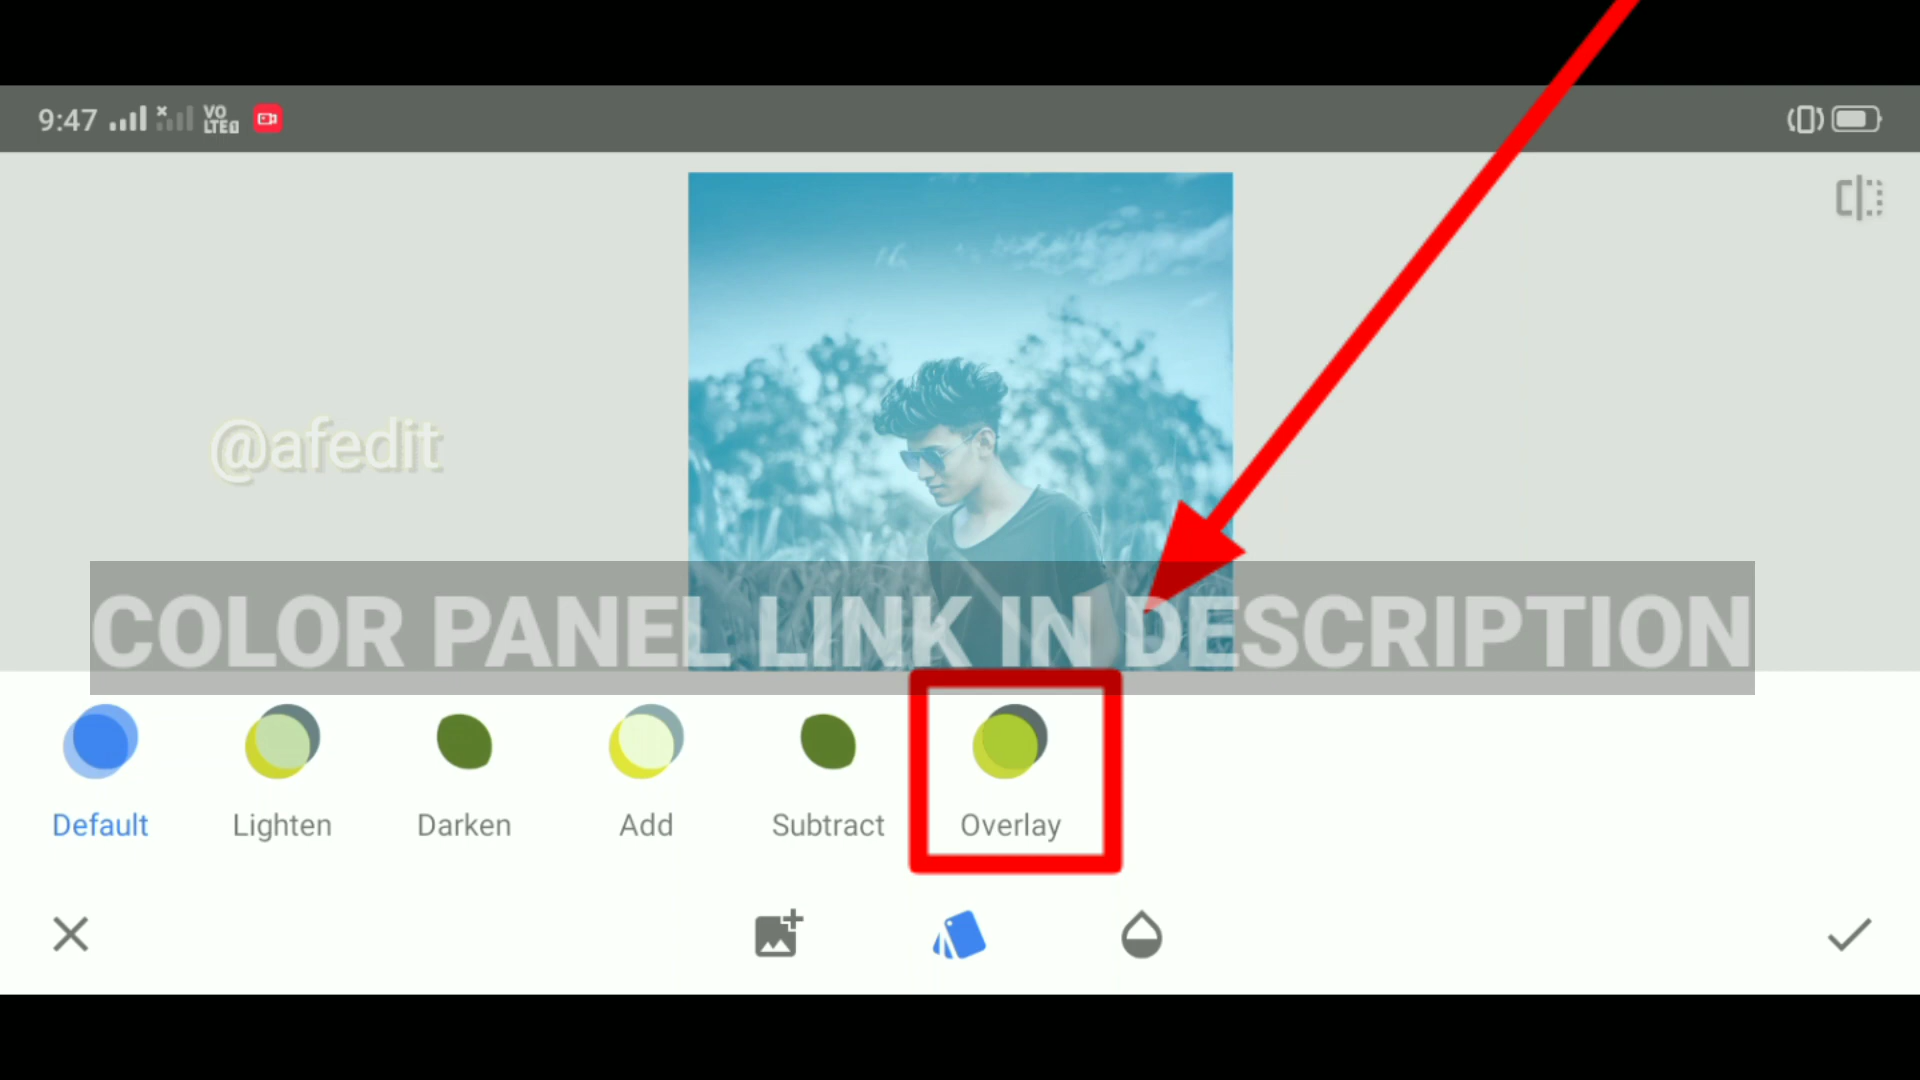 9:47 VO LTE
@afedit
COLOR PANEL LINK IN DESCRIPTION
Default Lighten Darken Add Subtract Overlay